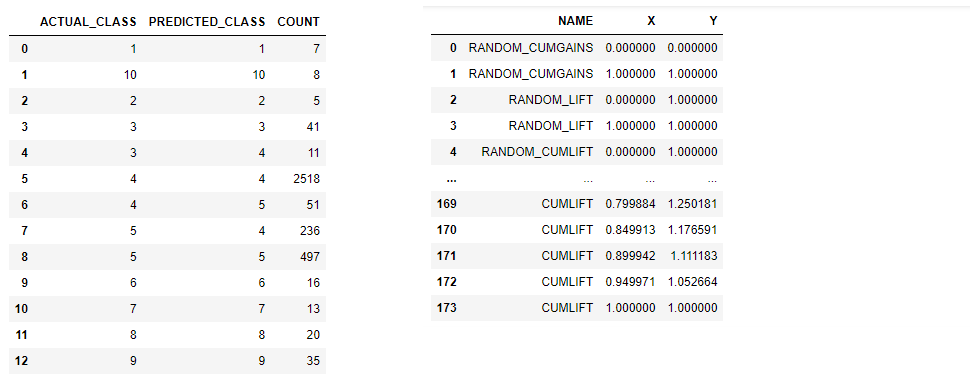 ACTUAL_CLASS PREDICTED_CLASS COUNT
0 1 1 7
1 10 10 8
2 2 2 5
3 3 3 41
4 3 4 11
5 4 4 2518
6 4 5 51
7 5 4 236
8 5 5 497
9 6 6 16
10 7 7 13
11 8 8 20
12 9 9 35
NAME X Y
0 RANDOM_CUMGAINS 0.000000 0.000000
1 RANDOM_CUMGAINS 1.000000 1.000000
2 RANDOM_LIFT 0.000000 1.000000
3 RANDOM_LIFT 1.000000 1.000000
4 RANDOM_CUMLIFT 0.000000 1.000000
... ... ... ...
169 CUMLIFT 0.799884 1.250181
170 CUMLIFT 0.849913 1.176591
171 CUMLIFT 0.899942 1.111183
172 CUMLIFT 0.949971 1.052664
173 CUMLIFT 1.000000 1.000000